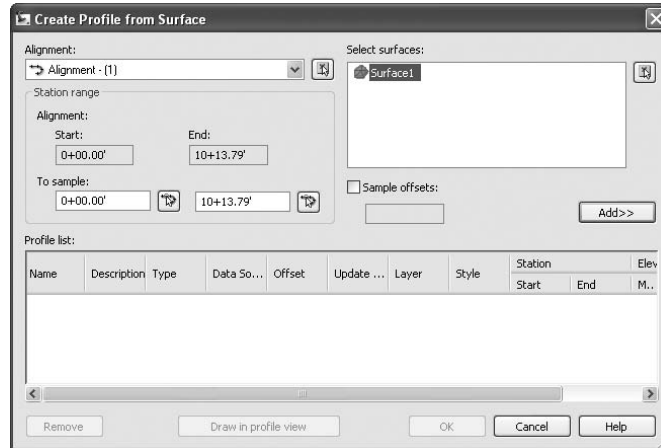 Create Profile from Surface
Alignment:
Alignment - (1)
Select surfaces:
Surface1
Station range
Alignment:
Start: End:
0+00.00' 10+13.79'
To sample:
0+00.00' 10+13.79'
Sample offsets:
Add>>
Profile list:
Name Description Type Data So... Offset Update ... Layer Style Station Elev
Start End M..
Remove Draw in profile view OK Cancel Help